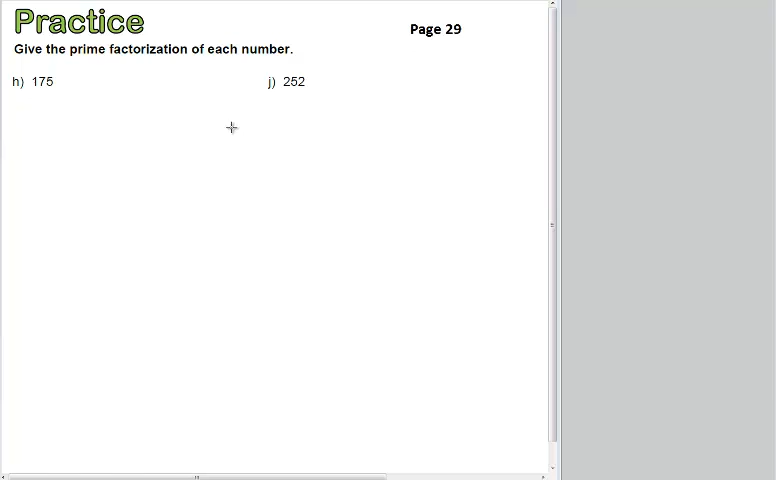 Practice
Page 29
Give the prime factorization of each number.
h) 175
j) 252